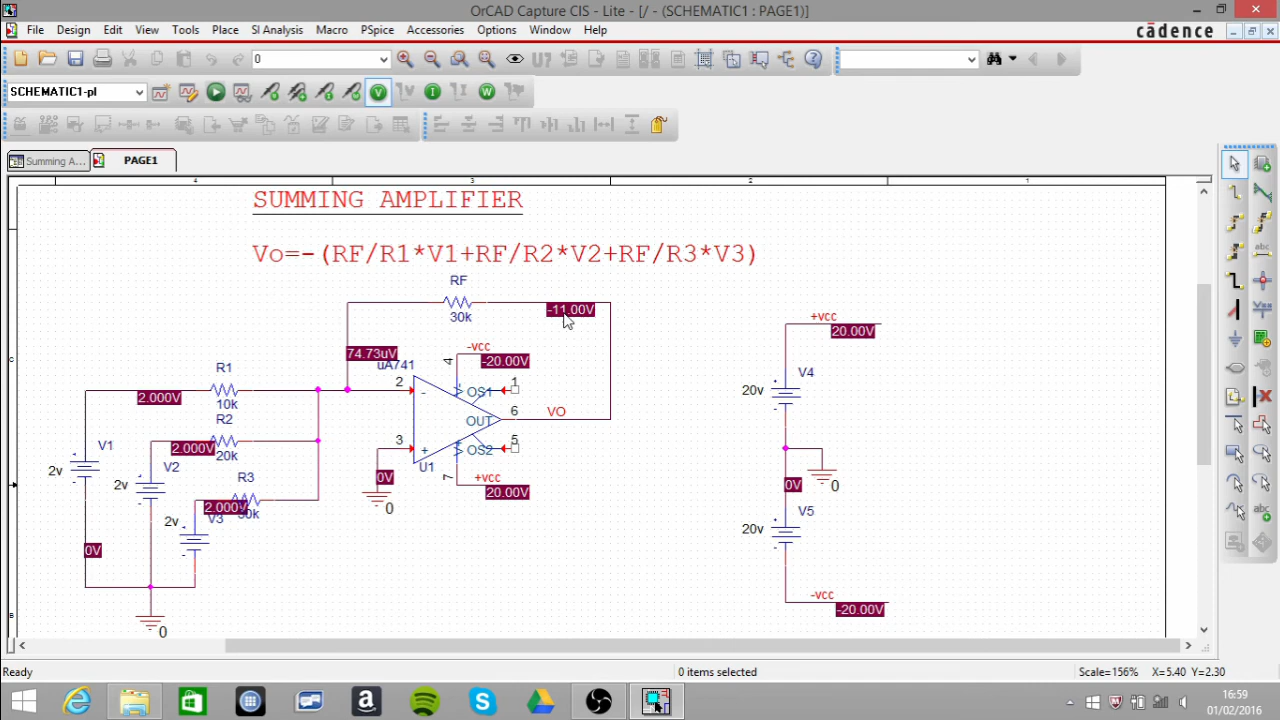 OrCAD Capture CIS - Lite - [/ - (SCHEMATIC1 : PAGE1)]
File Design Edit View Tools Place SI Analysis Macro PSpice Accessories Options Window Help
cādence
0
U?
SCHEMATIC1-pl
V I W
Summing A... PAGE1
4 3 2 1
SUMMING AMPLIFIER
Vo=-(RF/R1*V1+RF/R2*V2+RF/R3*V3)
RF
30k
-11.00V
74.73uV
uA741
-VCC
-20.00V
4
R1
2.000V
10k
2
-
OS1
1
R2
2.000V
20k
OUT
6
VO
3
+
OS2
5
U1
7
+VCC
20.00V
0V
0
V1
2v
V2
2v
R3
2.000V
30k
V3
2v
0V
0
+VCC
20.00V
V4
20v
0
0V
V5
20v
-VCC
-20.00V
C
B
Ready 0 items selected Scale=156% X=5.40 Y=2.30
16:59
01/02/2016